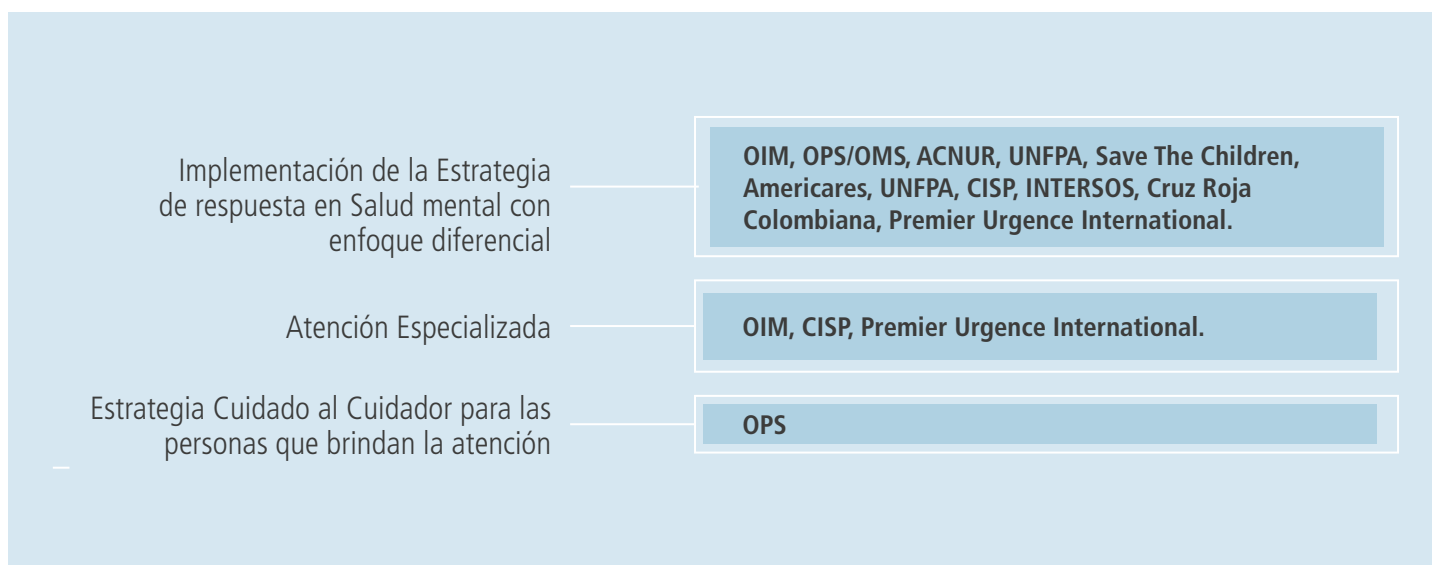 Implementación de la Estrategia
de respuesta en Salud mental con
enfoque diferencial
OIM, OPS/OMS, ACNUR, UNFPA, Save The Children,
Americares, UNFPA, CISP, INTERSOS, Cruz Roja
Colombiana, Premier Urgence International.
Atención Especializada
OIM, CISP, Premier Urgence International.
Estrategia Cuidado al Cuidador para las
personas que brindan la atención
OPS